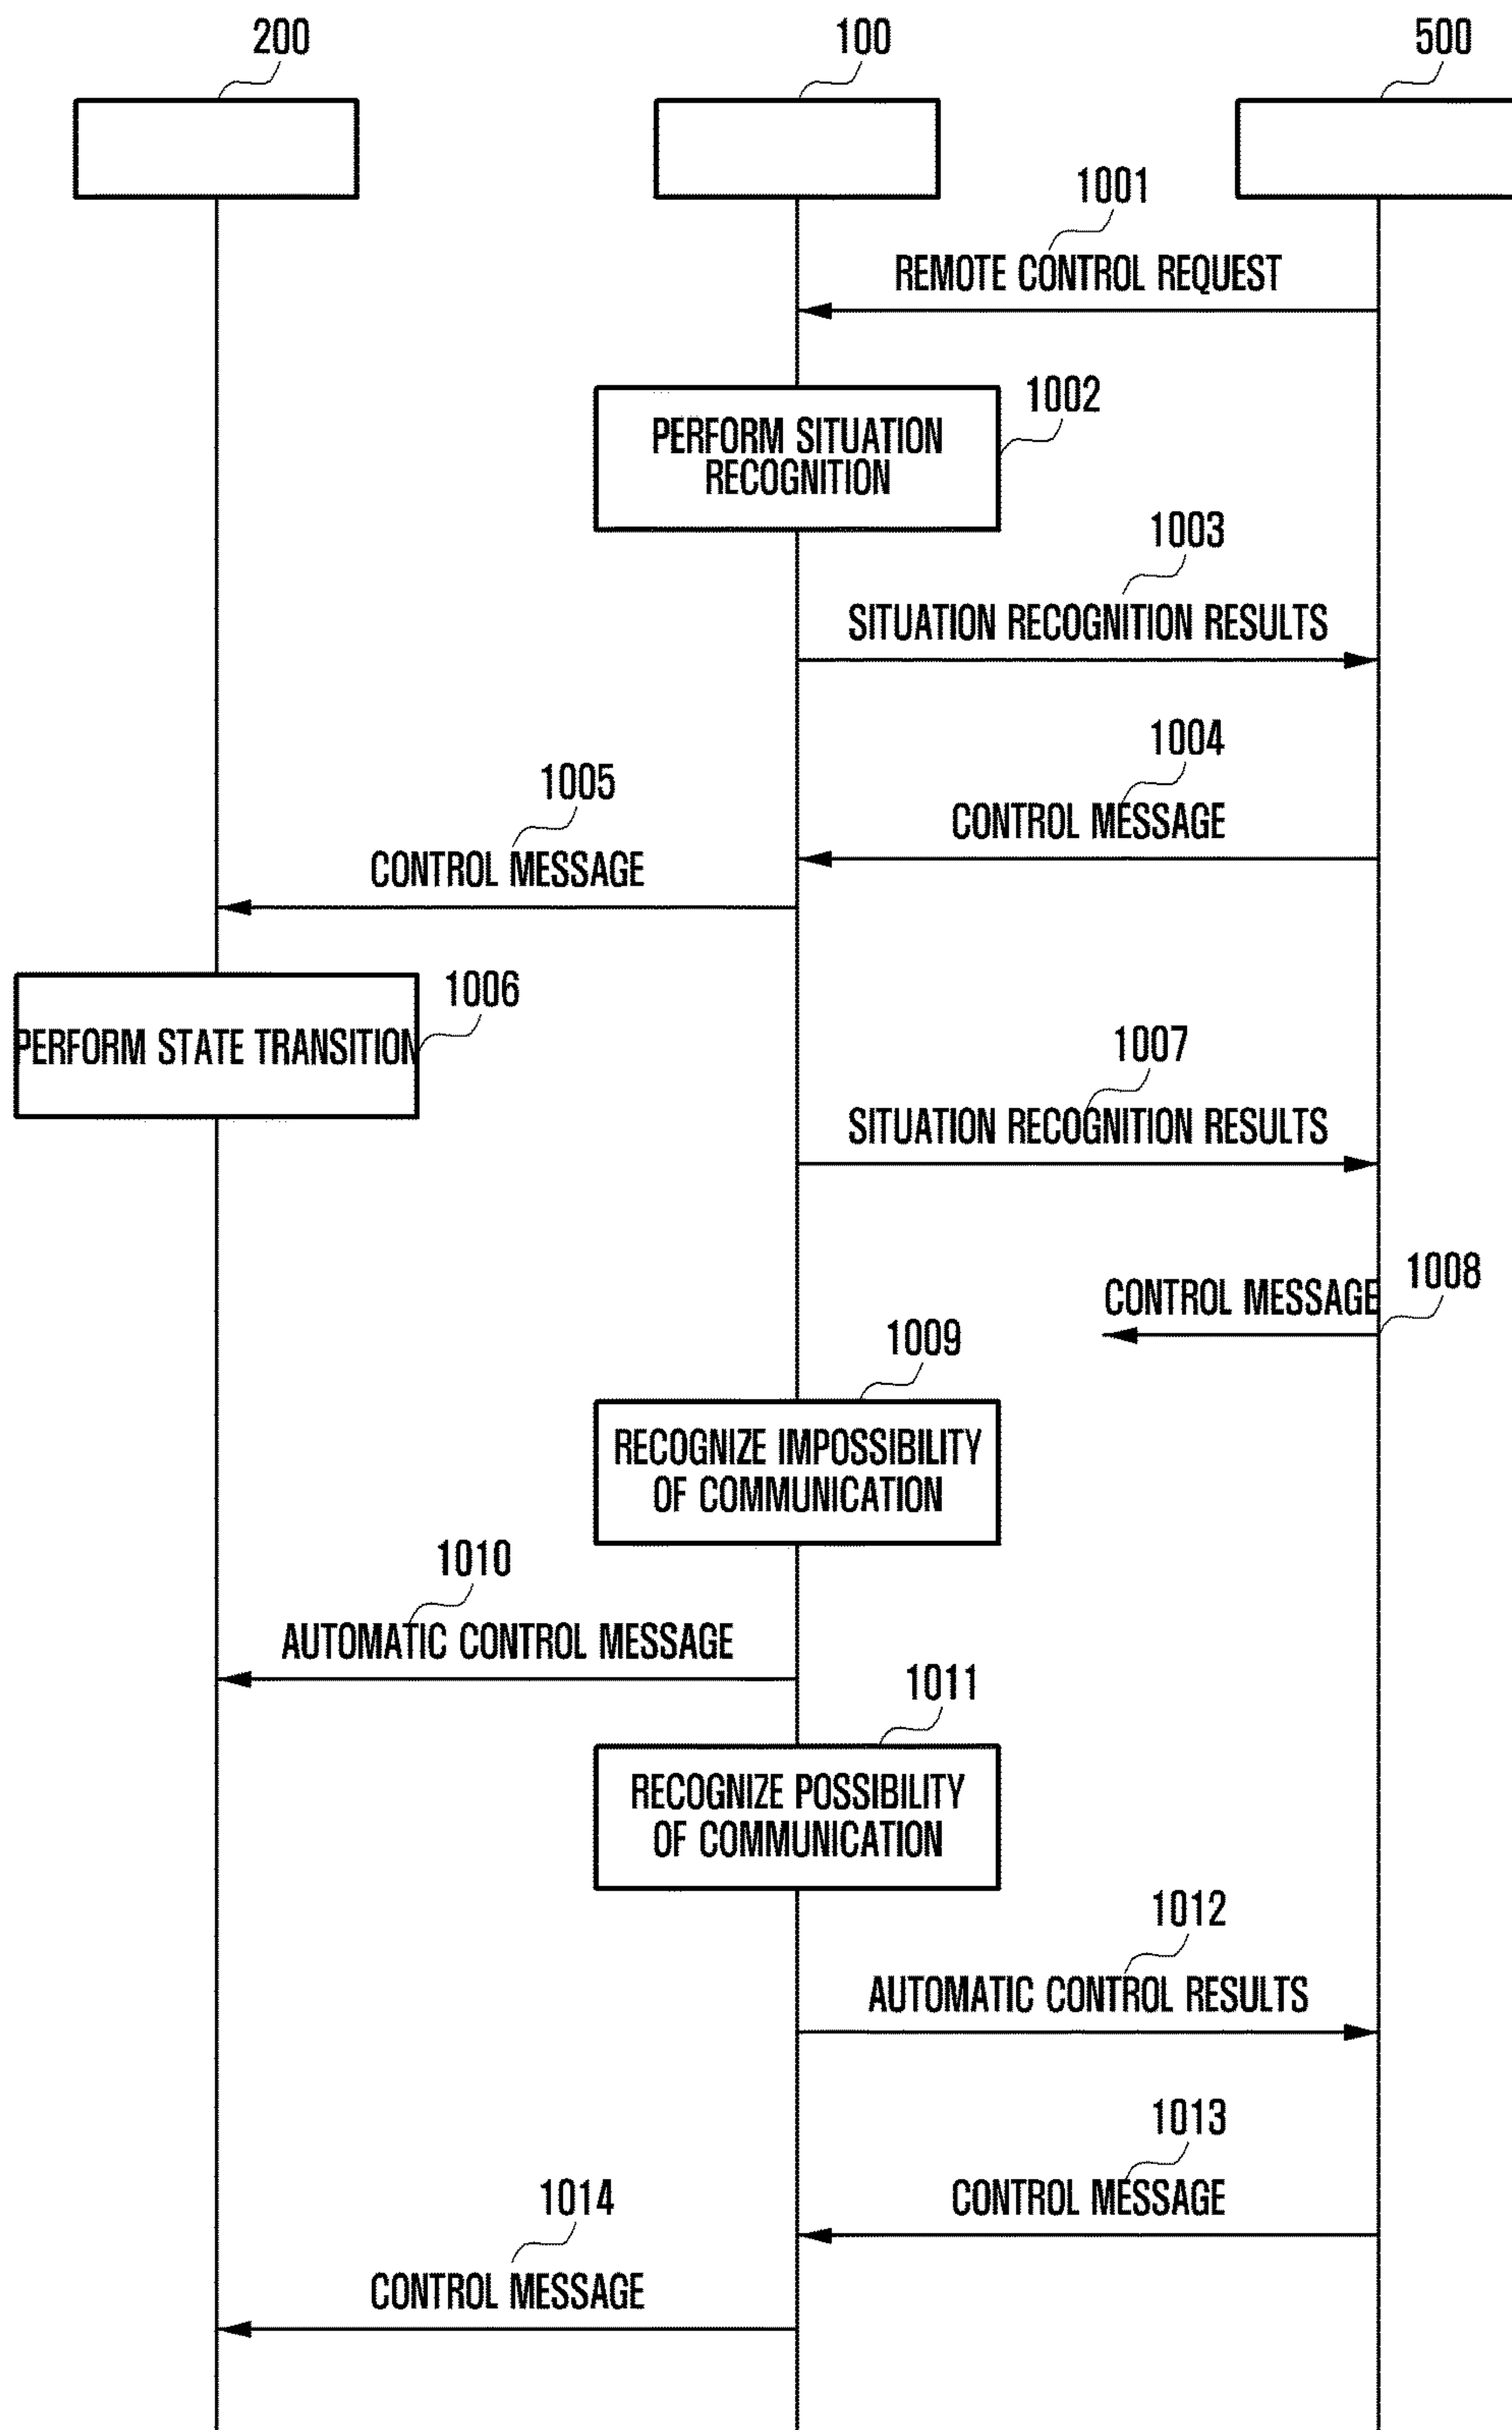 200
100
500
1001
REMOTE CONTROL REQUEST
1002
PERFORM SITUATION
RECOGNITION
1003
SITUATION RECOGNITION RESULTS
1004
CONTROL MESSAGE
1005
CONTROL MESSAGE
1006
PERFORM STATE TRANSITION
1007
SITUATION RECOGNITION RESULTS
1008
CONTROL MESSAGE
1009
RECOGNIZE IMPOSSIBILITY
OF COMMUNICATION
1010
AUTOMATIC CONTROL MESSAGE
1011
RECOGNIZE POSSIBILITY
OF COMMUNICATION
1012
AUTOMATIC CONTROL RESULTS
1013
CONTROL MESSAGE
1014
CONTROL MESSAGE